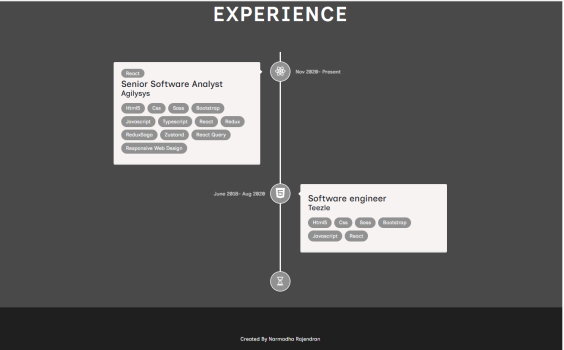 EXPERIENCE
React
Senior Software Analyst
Agilysys
Html5 Css Sass Bootstrap
Javascript Typescript React Redux
ReduxSaga Zustand React Query
Responsive Web Design
Nov 2020- Present
June 2018- Aug 2020
Software engineer
Teezle
Html5 Css Sass Bootstrap
Javascript React
Created By Narmadha Rajendran